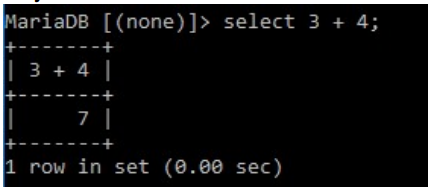 MariaDB [(none)]> select 3 + 4;
+-------+
| 3 + 4 |
+-------+
|     7 |
+-------+
1 row in set (0.00 sec)